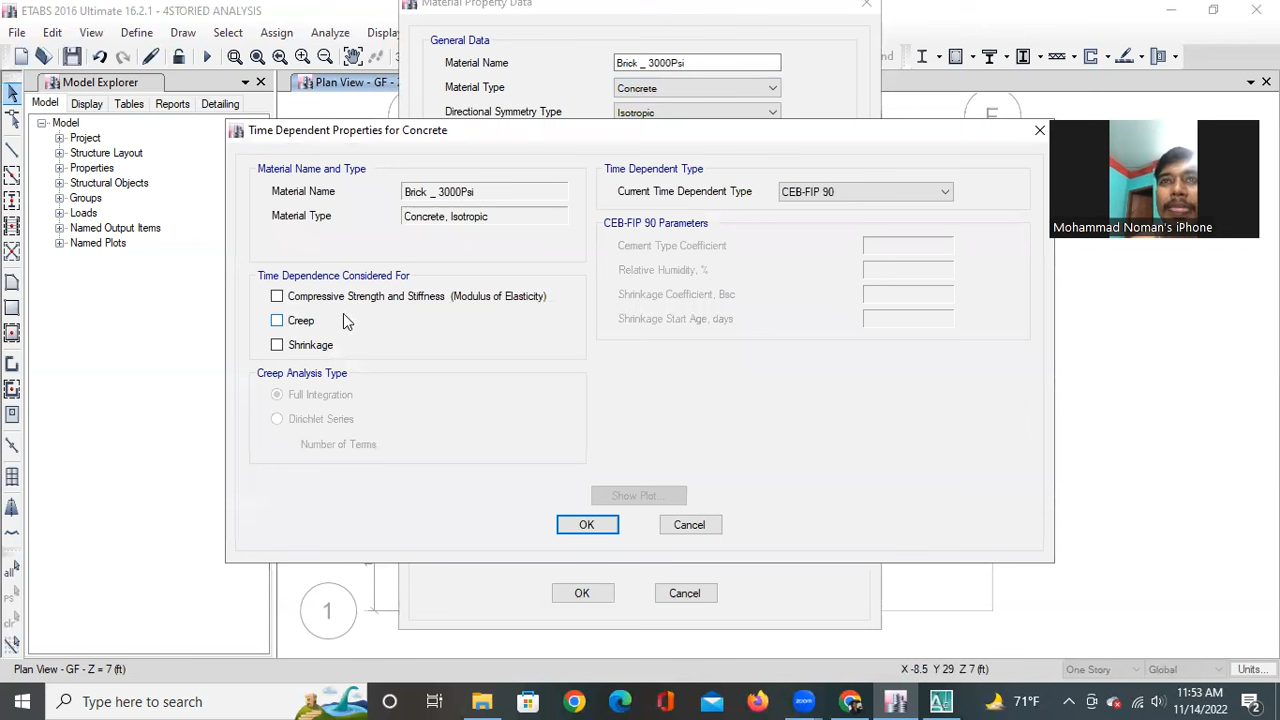 ETABS 2016 Ultimate 16.2.1 - 4STORIED ANALYSIS
Material Property Data
File Edit View Define Draw Select Assign Analyze Display
General Data
Material Name Brick _ 3000Psi
Material Type Concrete
Directional Symmetry Type Isotropic
Model Explorer
Plan View - GF - Z
Model Display Tables Reports Detailing
Model
Project
Structure Layout
Properties
Structural Objects
Groups
Loads
Named Output Items
Named Plots
Time Dependent Properties for Concrete
Material Name and Type
Material Name Brick _ 3000Psi
Material Type Concrete, Isotropic
Time Dependence Considered For
Compressive Strength and Stiffness (Modulus of Elasticity)
Creep
Shrinkage
Creep Analysis Type
Full Integration
Dirichlet Series
Number of Terms
Time Dependent Type
Current Time Dependent Type CEB-FIP 90
CEB-FIP 90 Parameters
Cement Type Coefficient
Relative Humidity, %
Shrinkage Coefficient, Bsc
Shrinkage Start Age, days
Show Plot...
OK Cancel
Mohammad Noman's iPhone
OK Cancel
1
all
PS
clr
Plan View - GF - Z = 7 (ft)
X -8.5 Y 29 Z 7 (ft)
One Story
Global
Units...
Type here to search
71°F
11:53 AM
11/14/2022
2